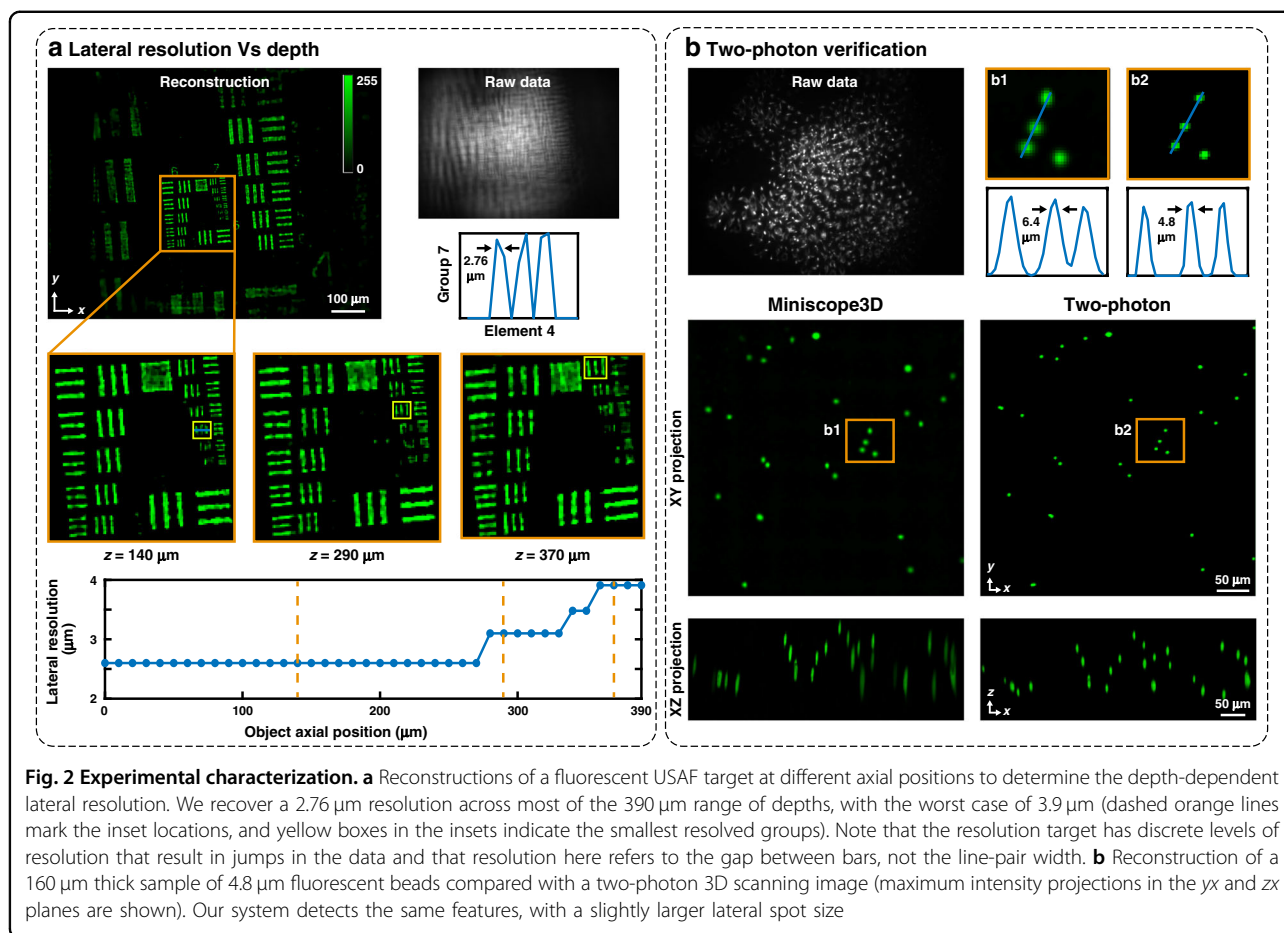 a Lateral resolution Vs depth
Reconstruction
255
0
y
x
100 μm
Raw data
Group 7
2.76
μm
Element 4
z = 140 μm
z = 290 μm
z = 370 μm
Lateral resolution
(μm)
4
3
2
0
100
200
300
390
Object axial position (μm)
b Two-photon verification
Raw data
b1
b2
6.4
μm
4.8
μm
Miniscope3D
Two-photon
XY projection
b1
b2
y
x
50 μm
XZ projection
z
x
50 μm
Fig. 2 Experimental characterization. a Reconstructions of a fluorescent USAF target at different axial positions to determine the depth-dependent
lateral resolution. We recover a 2.76 μm resolution across most of the 390 μm range of depths, with the worst case of 3.9 μm (dashed orange lines
mark the inset locations, and yellow boxes in the insets indicate the smallest resolved groups). Note that the resolution target has discrete levels of
resolution that result in jumps in the data and that resolution here refers to the gap between bars, not the line-pair width. b Reconstruction of a
160 μm thick sample of 4.8 μm fluorescent beads compared with a two-photon 3D scanning image (maximum intensity projections in the yx and zx
planes are shown). Our system detects the same features, with a slightly larger lateral spot size